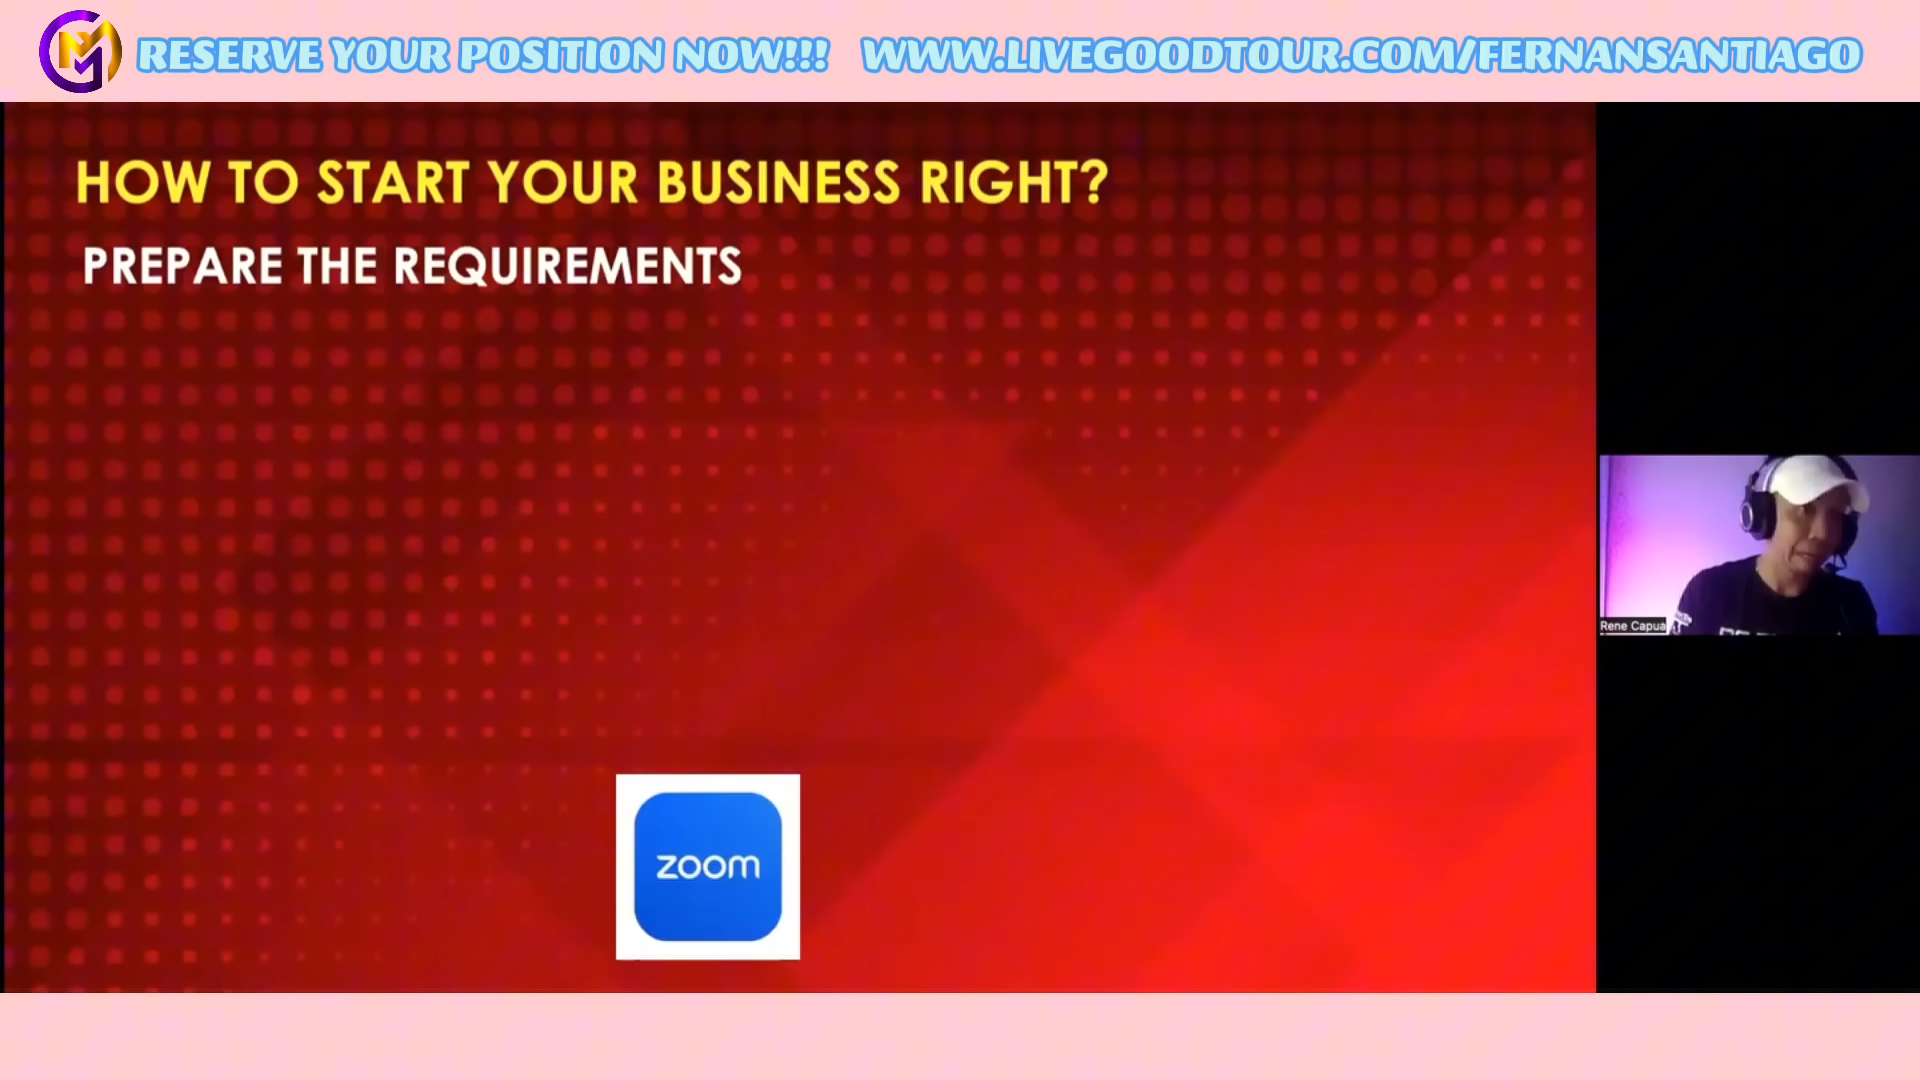 RESERVE YOUR POSITION NOW!!! WWW.LIVEGOODTOUR.COM/FERNANSANTIAGO
HOW TO START YOUR BUSINESS RIGHT?
PREPARE THE REQUIREMENTS
Rene Capua
zoom